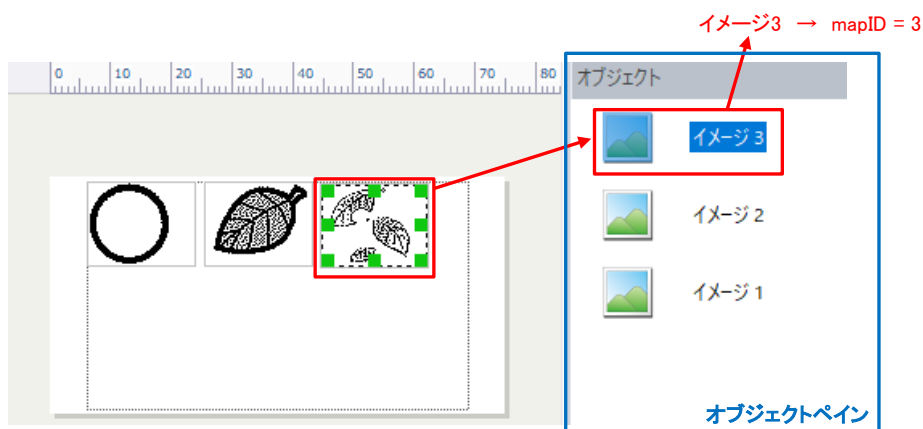 イメージ3 → mapID = 3
0 10 20 30 40 50 60 70 80
オブジェクト
イメージ 3
イメージ 2
イメージ 1
オブジェクトペイン